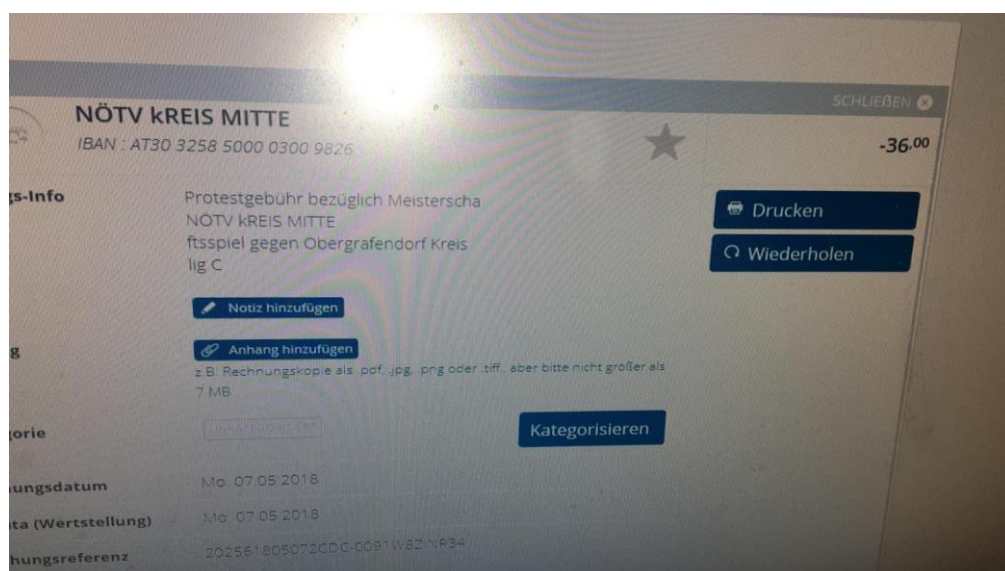 SCHLIEßEN
NÖTV kREIS MITTE
IBAN : AT30 3258 5000 0300 9826
-36,00
gs-Info
Protestgebühr bezüglich Meisterscha
NÖTV kREIS MITTE
ftsspiel gegen Obergrafendorf Kreis
lig C
Drucken
Wiederholen
Notiz hinzufügen
g
Anhang hinzufügen
z.B. Rechnungskopie als .pdf, .jpg, .png oder .tiff., aber bitte nicht größer als
7 MB
gorie
UNKATEGORISIERT
Kategorisieren
ungsdatum
Mo. 07.05.2018
uta (Wertstellung)
Mo. 07.05.2018
hungsreferenz